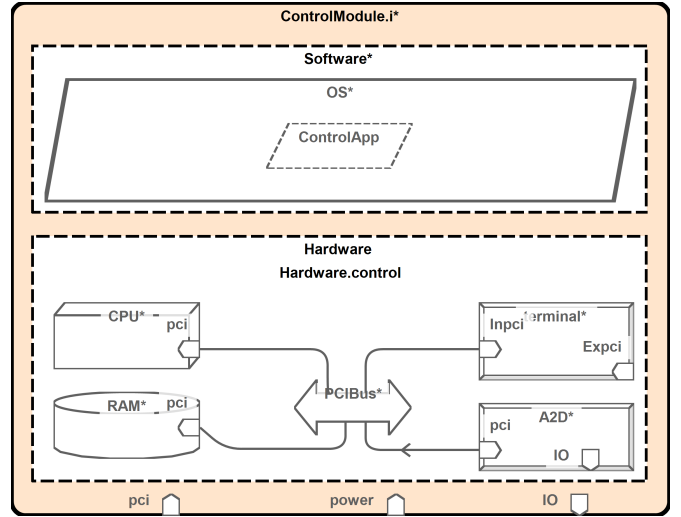 ControlModule.i*
Software*
OS*
ControlApp
Hardware
Hardware.control
CPU*
pci
Inpci
terminal*
Expci
PCIBus*
RAM*
pci
pci
A2D*
IO
pci
power
IO